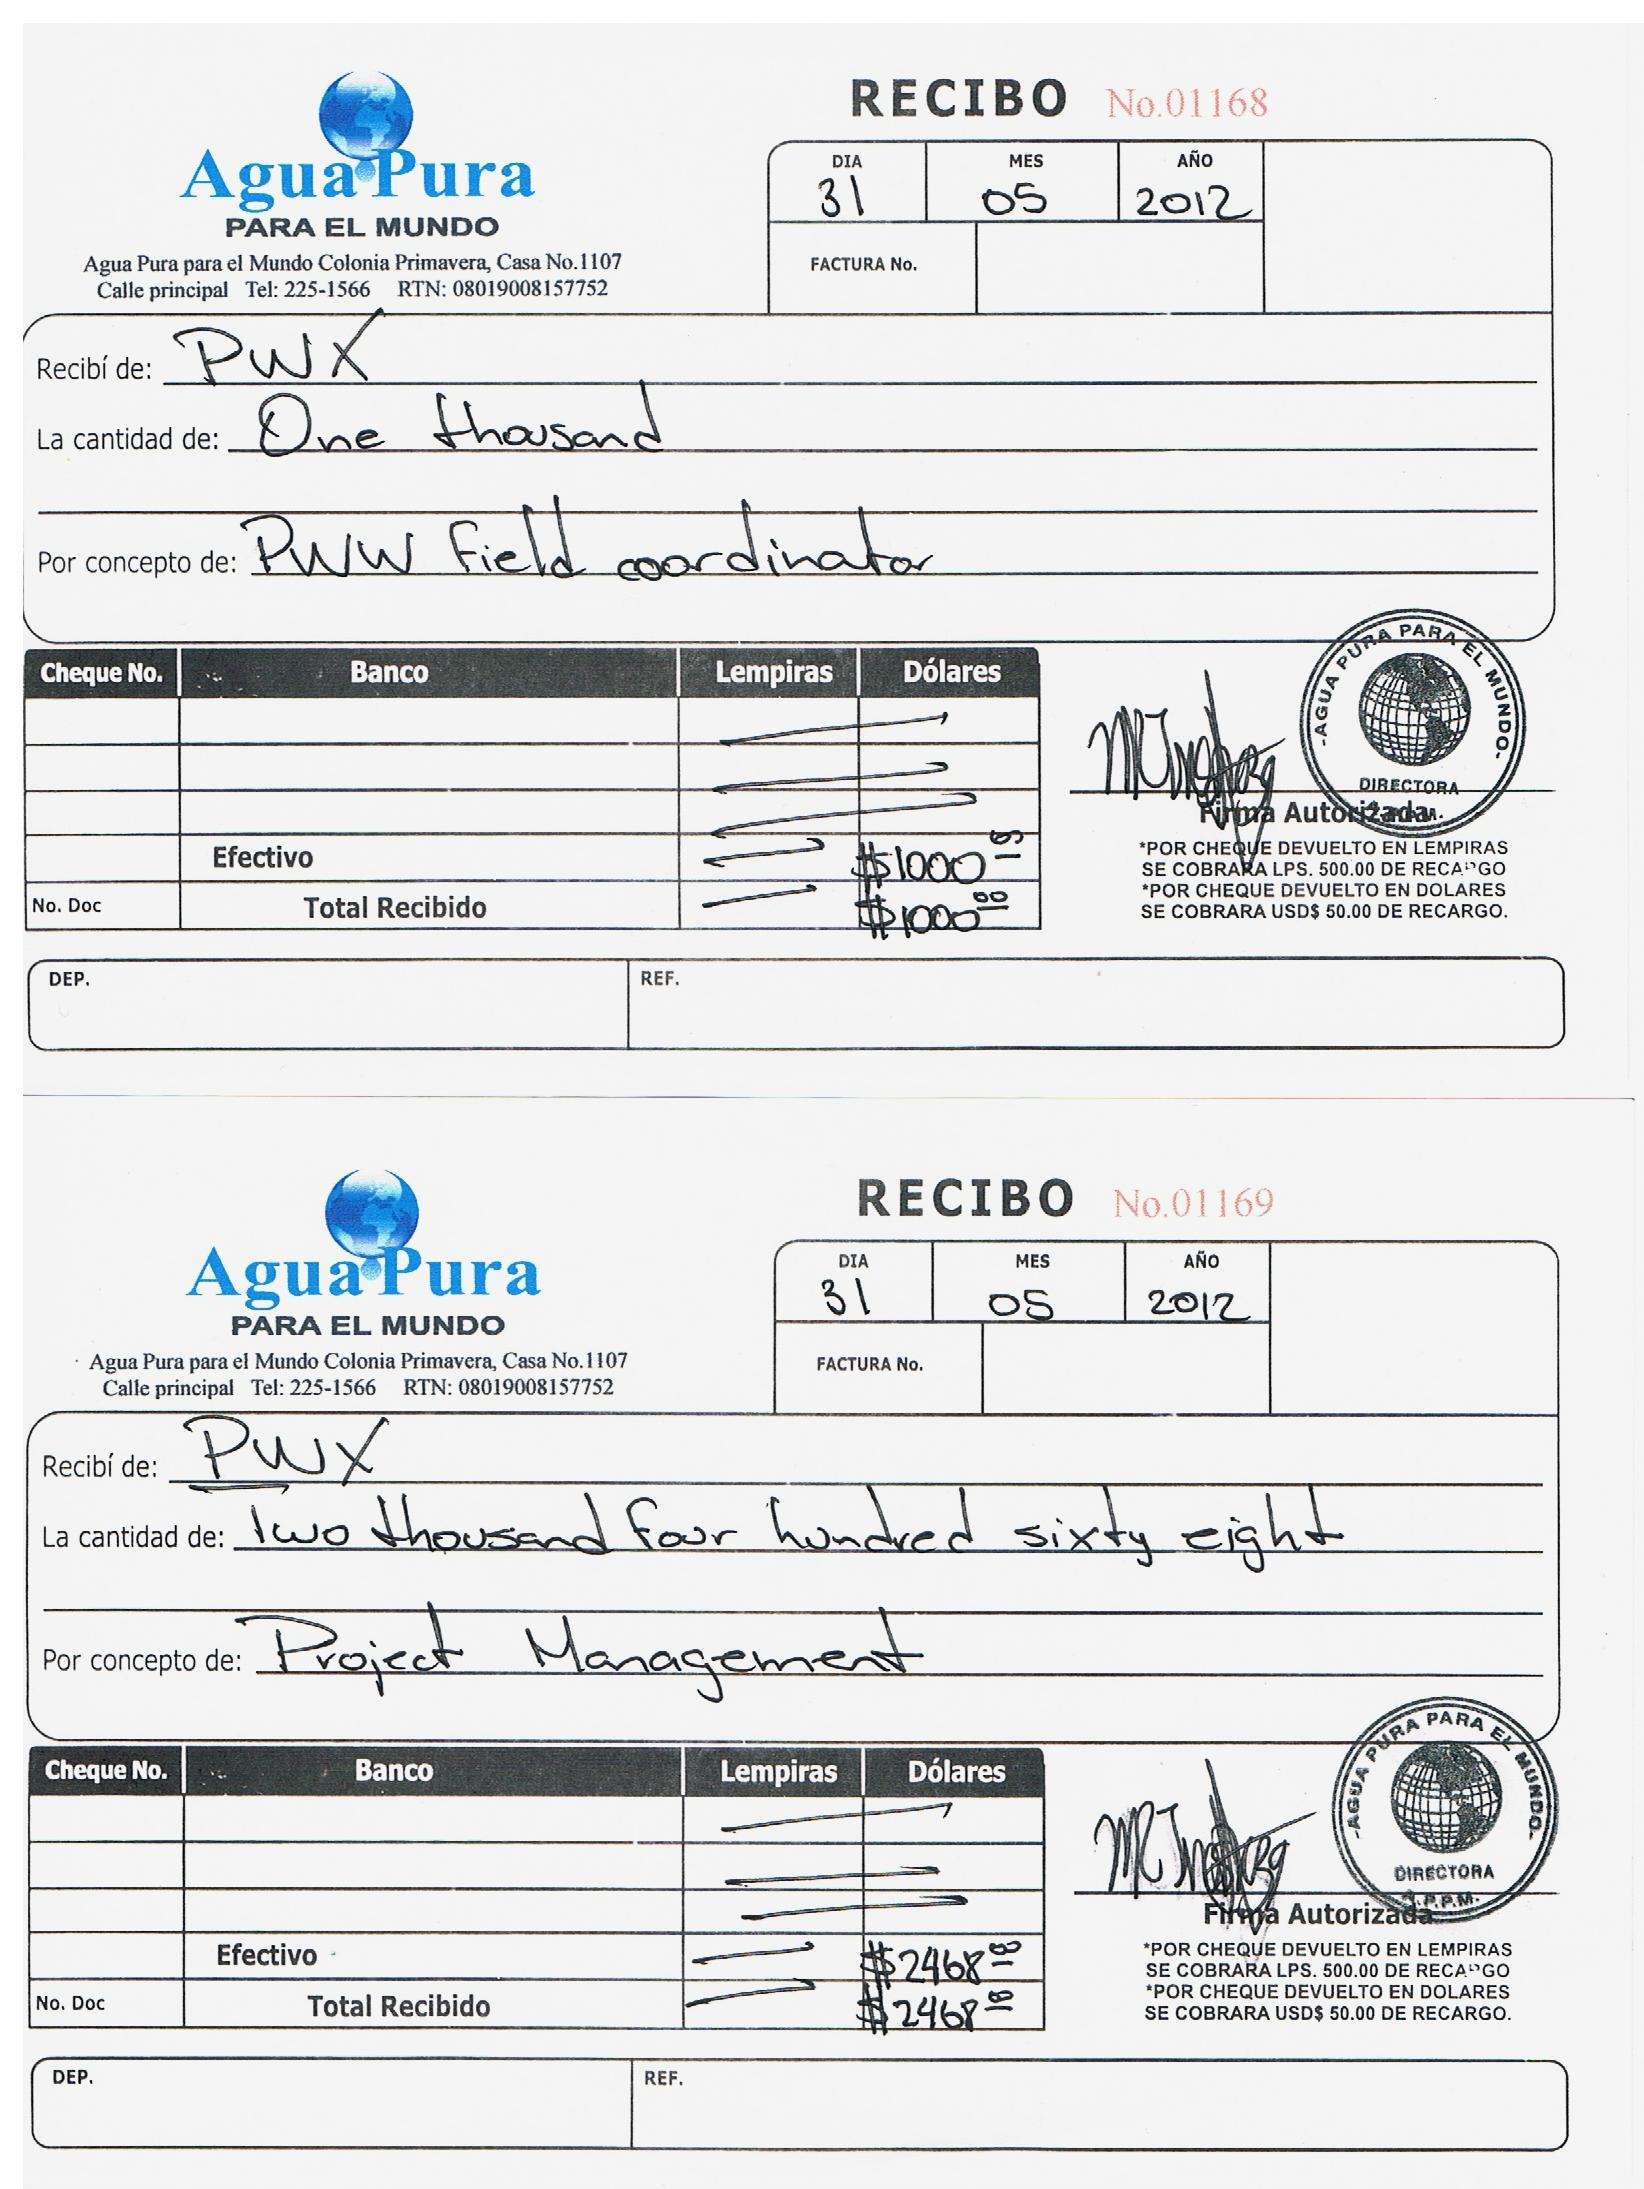 RECIBO No.01168
Agua Pura
PARA EL MUNDO
Agua Pura para el Mundo Colonia Primavera, Casa No.1107
Calle principal Tel: 225-1566 RTN: 08019008157752
DIA MES AÑO
31 05 2012
FACTURA No.
Recibí de: PWX
La cantidad de: One thousand
Por concepto de: PWW Field coordinator
Cheque No. Banco Lempiras Dólares
Efectivo $1000 00
No. Doc Total Recibido $1000 00
-AGUA PURA PARA EL MUNDO-
DIRECTORA
Firma Autorizada
*POR CHEQUE DEVUELTO EN LEMPIRAS
SE COBRARA LPS. 500.00 DE RECARGO
*POR CHEQUE DEVUELTO EN DOLARES
SE COBRARA USD$ 50.00 DE RECARGO.
DEP. REF.
RECIBO No.01169
Agua Pura
PARA EL MUNDO
Agua Pura para el Mundo Colonia Primavera, Casa No.1107
Calle principal Tel: 225-1566 RTN: 08019008157752
DIA MES AÑO
31 05 2012
FACTURA No.
Recibí de: PWX
La cantidad de: Two thousand four hundred sixty eight
Por concepto de: Project Management
Cheque No. Banco Lempiras Dólares
Efectivo $2468 00
No. Doc Total Recibido $2468 00
-AGUA PURA PARA EL MUNDO-
DIRECTORA
A.P.P.M.
Firma Autorizada
*POR CHEQUE DEVUELTO EN LEMPIRAS
SE COBRARA LPS. 500.00 DE RECARGO
*POR CHEQUE DEVUELTO EN DOLARES
SE COBRARA USD$ 50.00 DE RECARGO.
DEP. REF.